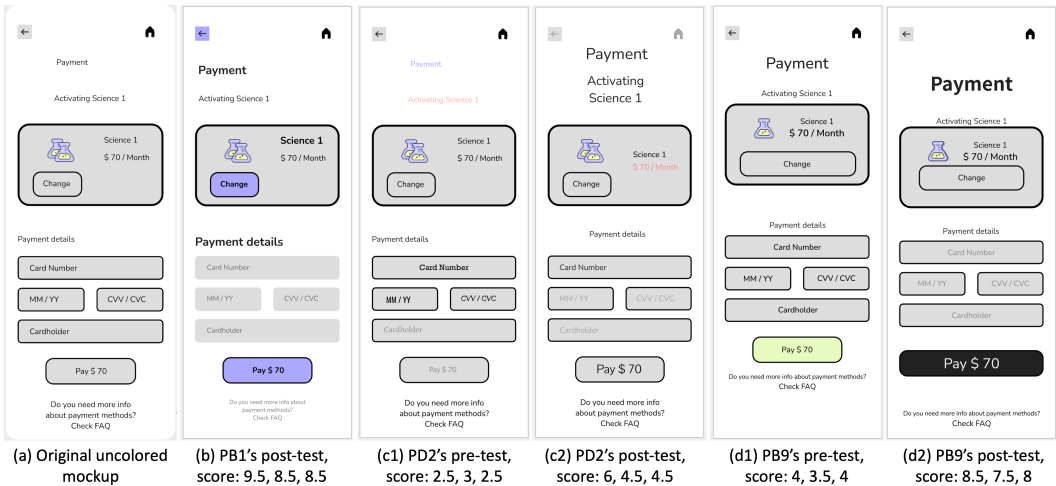 Payment
Activating Science 1
Science 1
$ 70 / Month
Change
Payment details
Card Number
MM / YY
CVV / CVC
Cardholder
Pay $ 70
Do you need more info
about payment methods?
Check FAQ
(a) Original uncolored
mockup
Payment
Activating Science 1
Science 1
$ 70 / Month
Change
Payment details
Card Number
MM / YY
CVV / CVC
Cardholder
Pay $ 70
Do you need more info about
payment methods?
Check FAQ
(b) PB1's post-test,
score: 9.5, 8.5, 8.5
Payment
Activating Science 1
Science 1
$ 70 / Month
Change
Payment details
Card Number
MM / YY
CVV / CVC
Cardholder
Pay $ 70
Do you need more info
about payment methods?
Check FAQ
(c1) PD2's pre-test,
score: 2.5, 3, 2.5
Payment
Activating
Science 1
Science 1
$ 70 / Month
Change
Payment details
Card Number
MM / YY
CVV / CVC
Cardholder
Pay $ 70
Do you need more info
about payment methods?
Check FAQ
(c2) PD2's post-test,
score: 6, 4.5, 4.5
Payment
Activating Science 1
Science 1
$ 70 / Month
Change
Payment details
Card Number
MM / YY
CVV / CVC
Cardholder
Pay $ 70
Do you need more info about payment methods?
Check FAQ
(d1) PB9's pre-test,
score: 4, 3.5, 4
Payment
Activating Science 1
Science 1
$ 70 / Month
Change
Payment details
Card Number
MM / YY
CVV / CVC
Cardholder
Pay $ 70
Do you need more info about payment methods?
Check FAQ
(d2) PB9's post-test,
score: 8.5, 7.5, 8